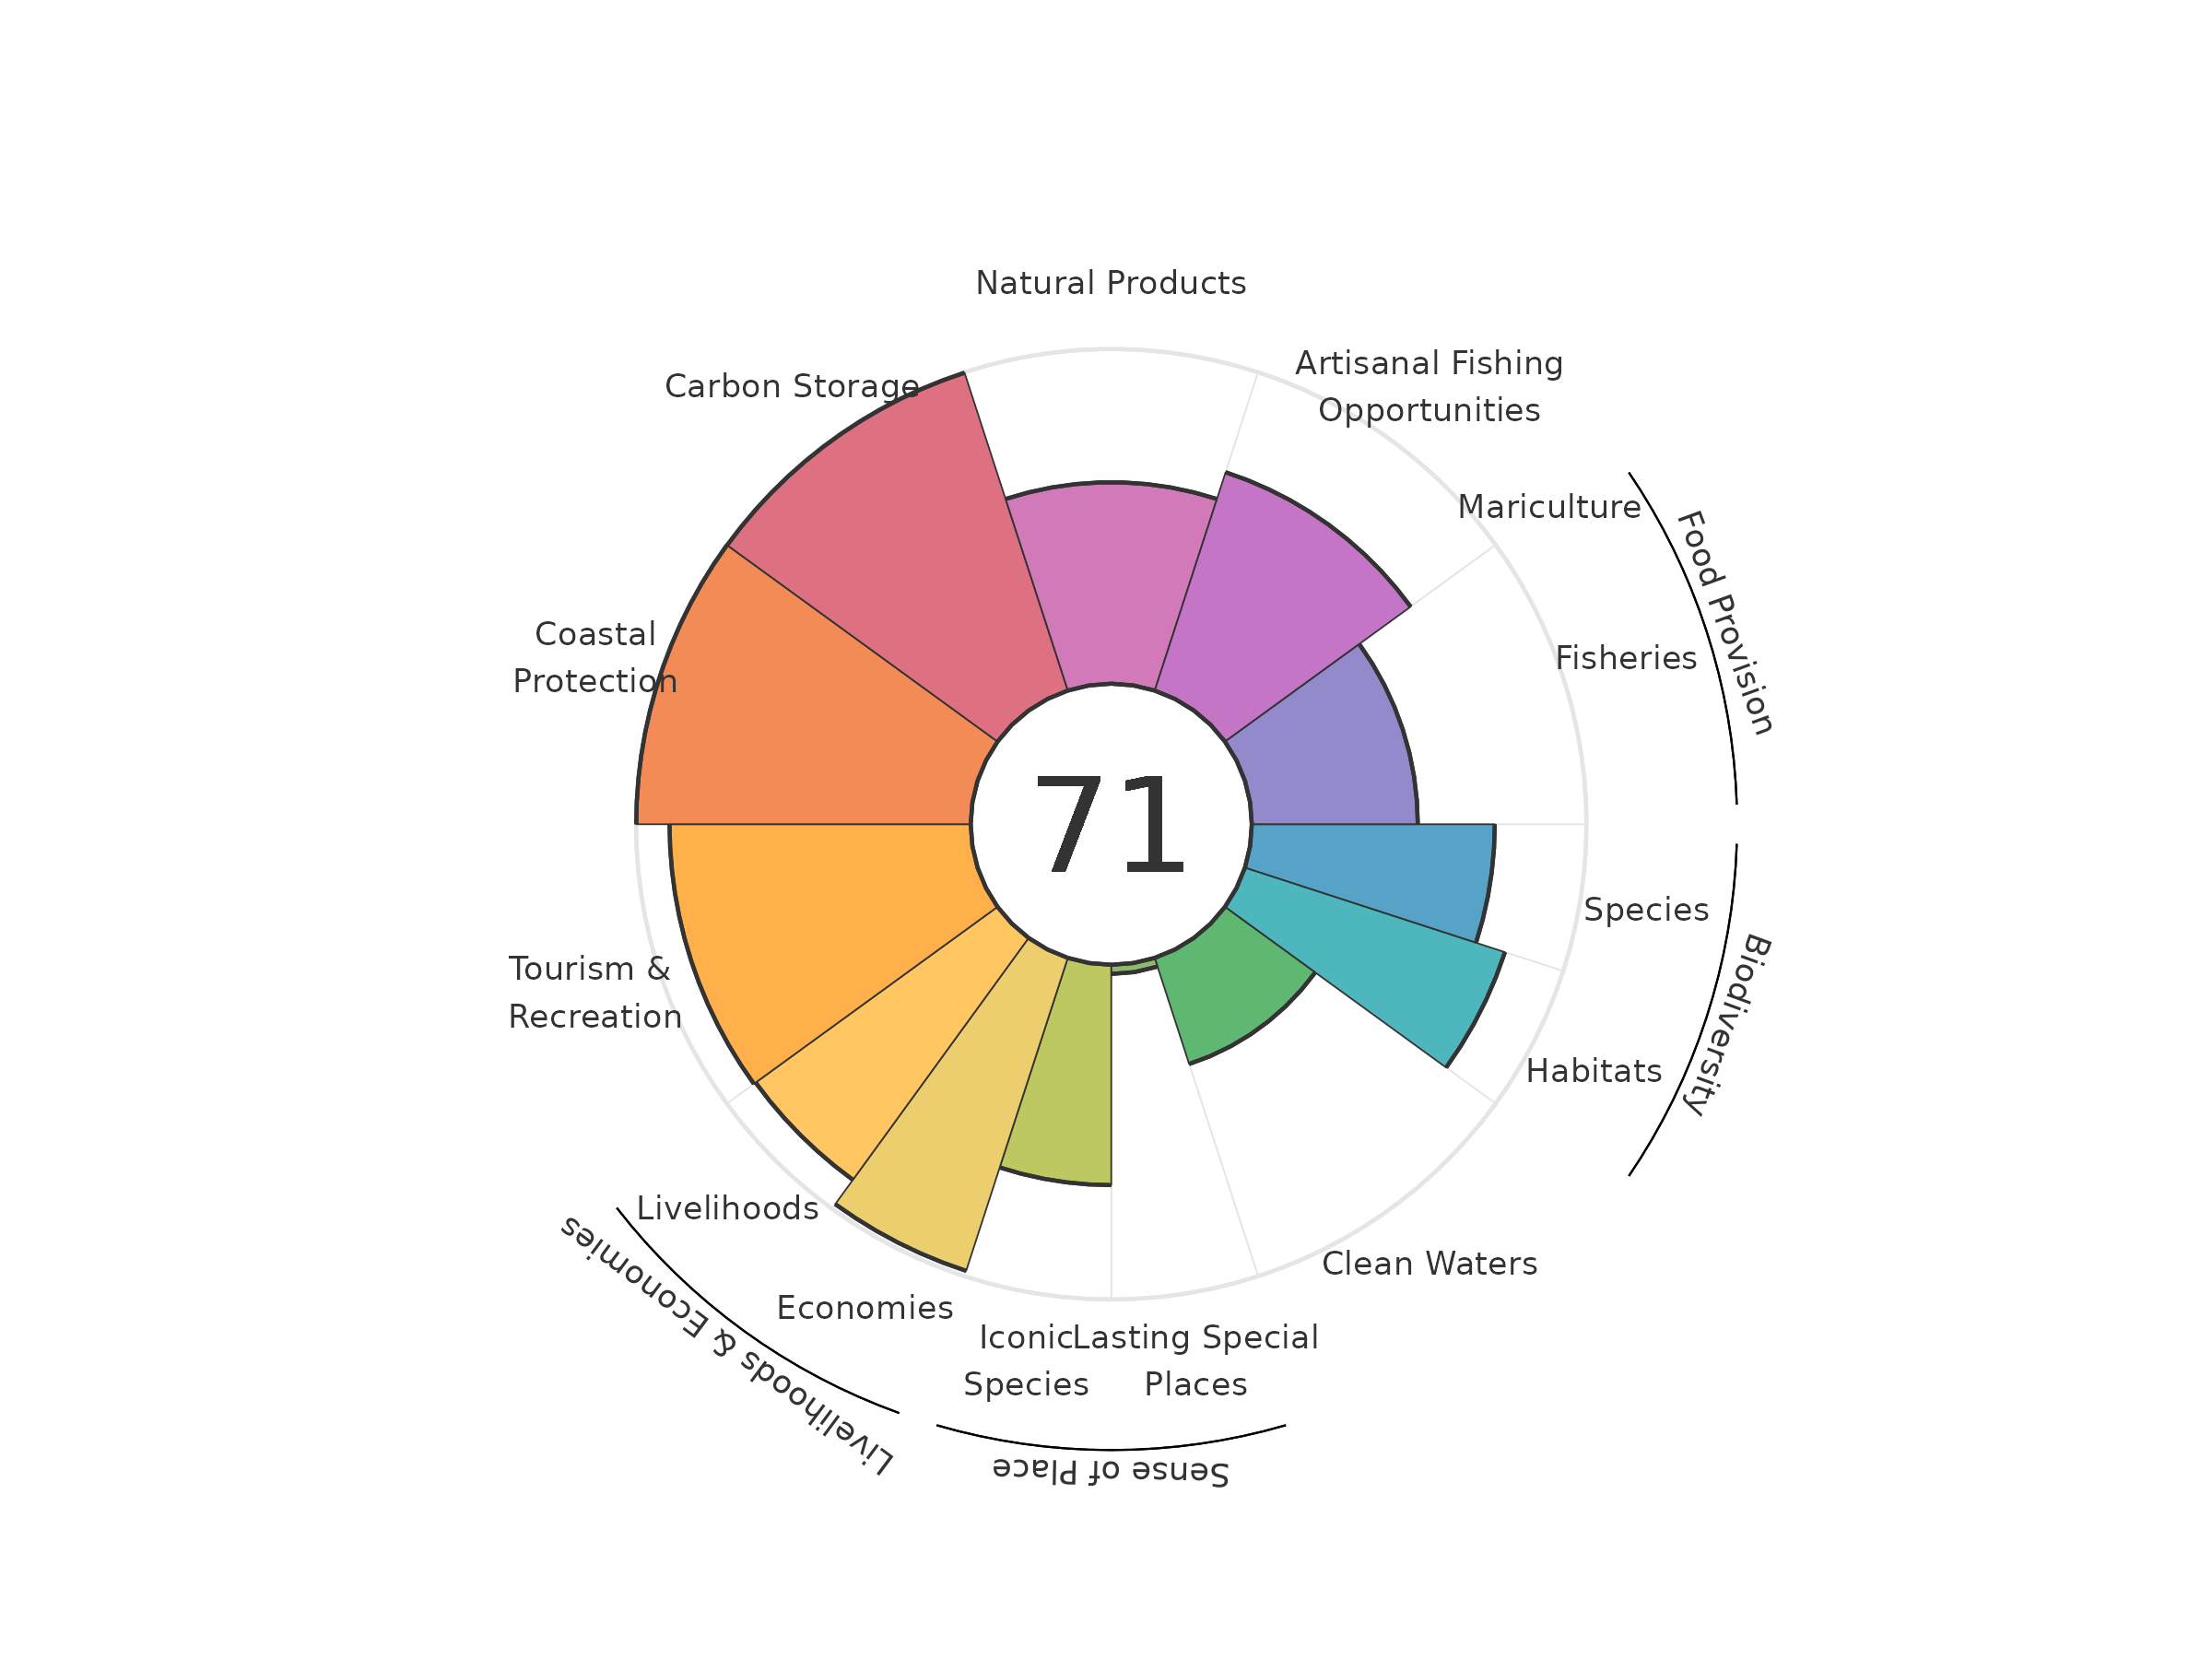 Natural Products
Artisanal Fishing
Opportunities
Carbon Storage
Mariculture
Food Provision
Fisheries
Coastal
Protection
71
Species
Biodiversity
Habitats
Tourism &
Recreation
Livelihoods
Livelihoods & Economies
Economies
Clean Waters
Iconic
Species
Lasting Special
Places
Sense of Place